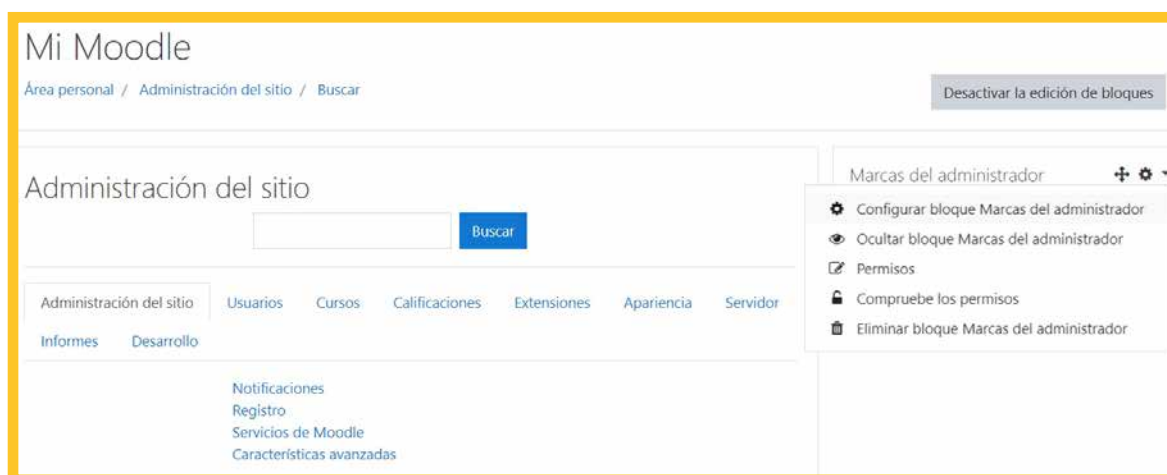 Mi Moodle
Área personal / Administración del sitio / Buscar
Desactivar la edición de bloques
Administración del sitio
Buscar
Administración del sitio Usuarios Cursos Calificaciones Extensiones Apariencia Servidor
Informes Desarrollo
Notificaciones
Registro
Servicios de Moodle
Características avanzadas
Marcas del administrador
Configurar bloque Marcas del administrador
Ocultar bloque Marcas del administrador
Permisos
Compruebe los permisos
Eliminar bloque Marcas del administrador